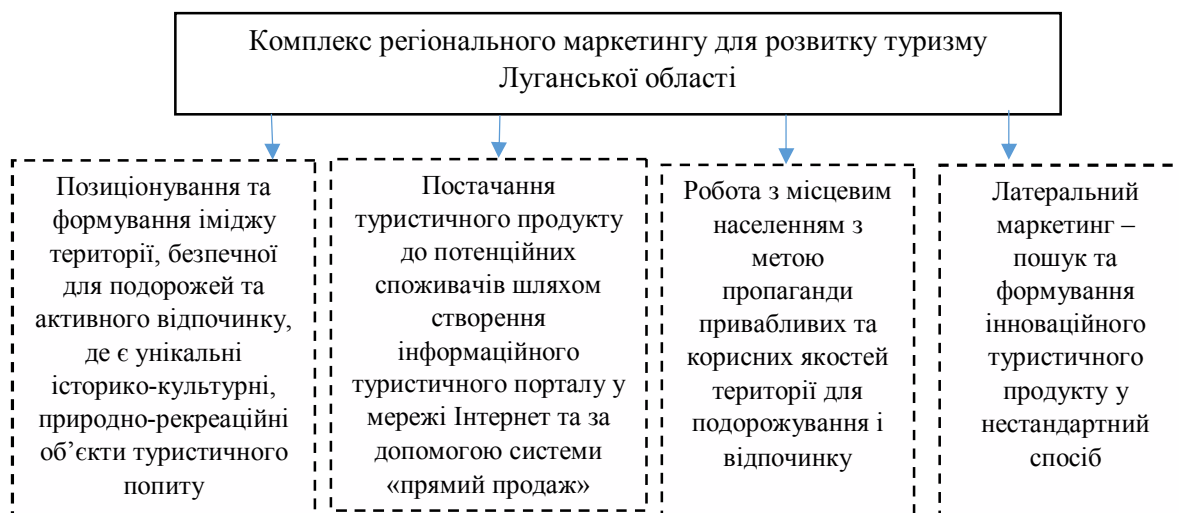 Комплекс регіонального маркетингу для розвитку туризму
Луганської області
Позиціонування та
формування іміджу
території, безпечної
для подорожей та
активного відпочинку,
де є унікальні
історико-культурні,
природно-рекреаційні
об’єкти туристичного
попиту
Постачання
туристичного продукту
до потенційних
споживачів шляхом
створення
інформаційного
туристичного порталу у
мережі Інтернет та за
допомогою системи
«прямий продаж»
Робота з місцевим
населенням з
метою
пропаганди
привабливих та
корисних якостей
території для
подорожування і
відпочинку
Латеральний
маркетинг –
пошук та
формування
інноваційного
туристичного
продукту у
нестандартний
спосіб